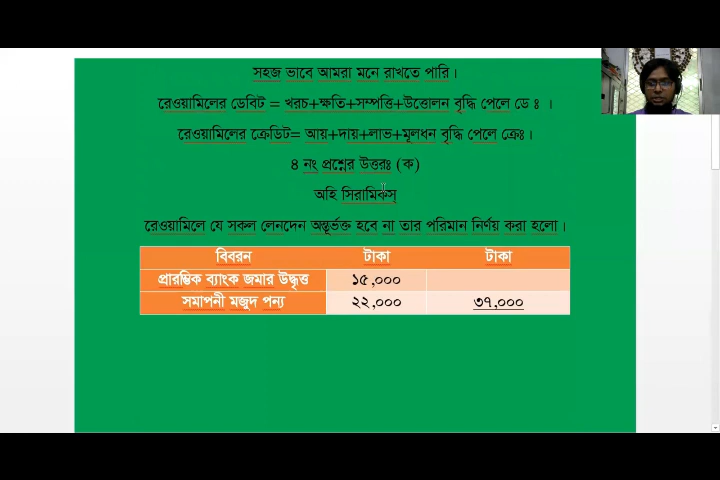 সহজ ভাবে আমরা মনে রাখতে পারি।
রেওয়ামিলের ডেবিট = খরচ+ক্ষতি+সম্পত্তি+উত্তোলন বৃদ্ধি পেলে ডেঃ ।
রেওয়ামিলের ক্রেডিট= আয়+দায়+লাভ+মূলধন বৃদ্ধি পেলে ক্রেঃ।
৪ নং প্রশ্নের উত্তরঃ (ক)
অহি সিরামিকস্
রেওয়ামিলে যে সকল লেনদেন অন্তূর্ভক্ত হবে না তার পরিমান নির্ণয় করা হলো।
বিবরন টাকা টাকা
প্রারম্ভিক ব্যাংক জমার উদ্ধৃত্ত ১৫,০০০
সমাপনী মজুদ পন্য ২২,০০০ ৩৭,০০০